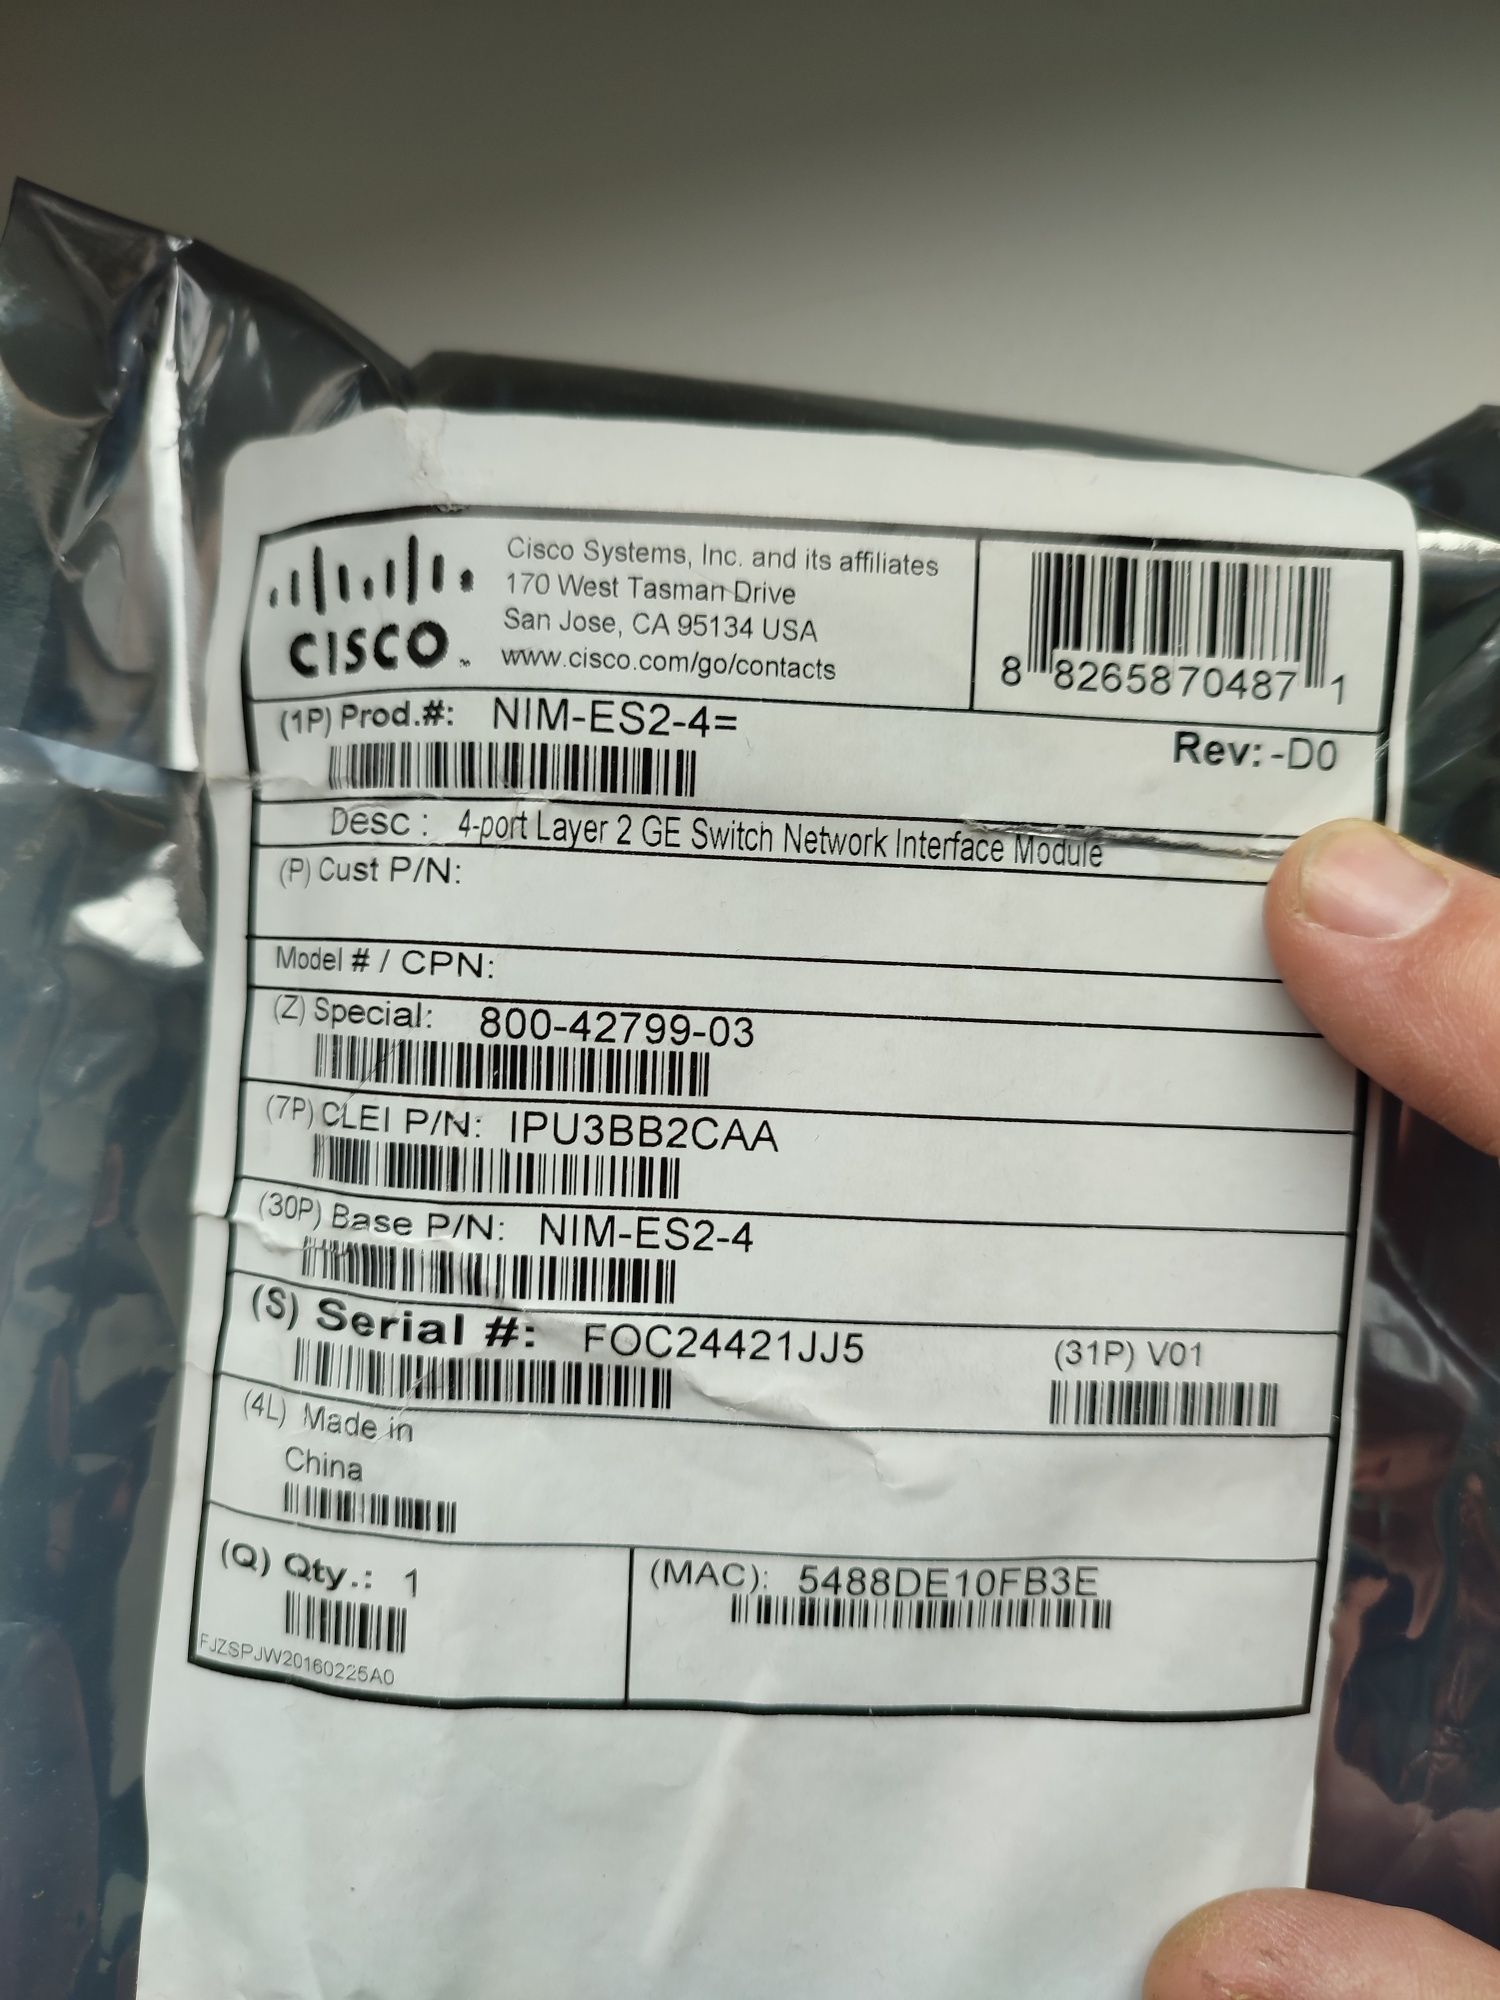 CISCO™
Cisco Systems, Inc. and its affiliates
170 West Tasman Drive
San Jose, CA 95134 USA
www.cisco.com/go/contacts
8 8265870487 1
(1P) Prod.#: NIM-ES2-4=
Rev: -D0
Desc : 4-port Layer 2 GE Switch Network Interface Module
(P) Cust P/N:
Model # / CPN:
(Z) Special: 800-42799-03
(7P) CLEI P/N: IPU3BB2CAA
(30P) Base P/N: NIM-ES2-4
(S) Serial #: FOC24421JJ5
(31P) V01
(4L) Made in
China
(Q) Qty.: 1
(MAC): 5488DE10FB3E
FJZSPJW20160225A0